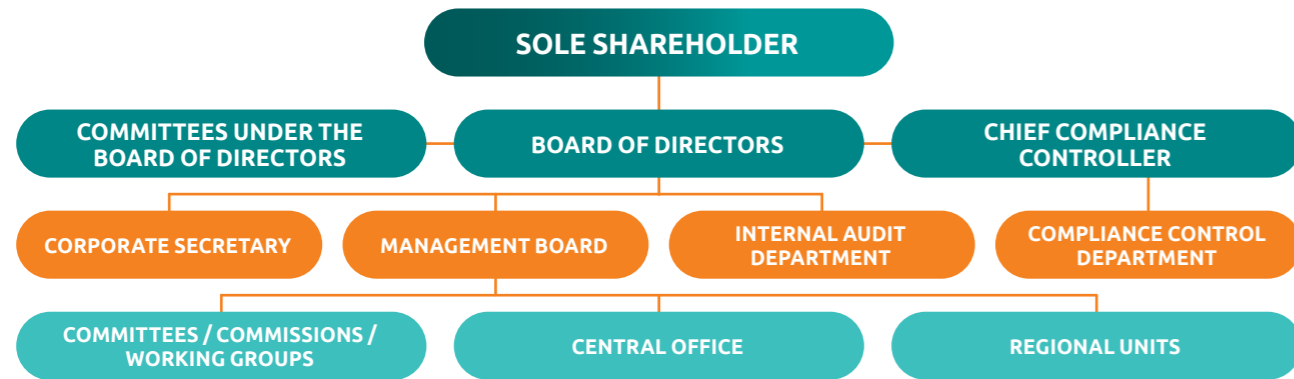 SOLE SHAREHOLDER
COMMITTEES UNDER THE
BOARD OF DIRECTORS
BOARD OF DIRECTORS
CHIEF COMPLIANCE
CONTROLLER
CORPORATE SECRETARY
MANAGEMENT BOARD
INTERNAL AUDIT
DEPARTMENT
COMPLIANCE CONTROL
DEPARTMENT
COMMITTEES / COMMISSIONS /
WORKING GROUPS
CENTRAL OFFICE
REGIONAL UNITS